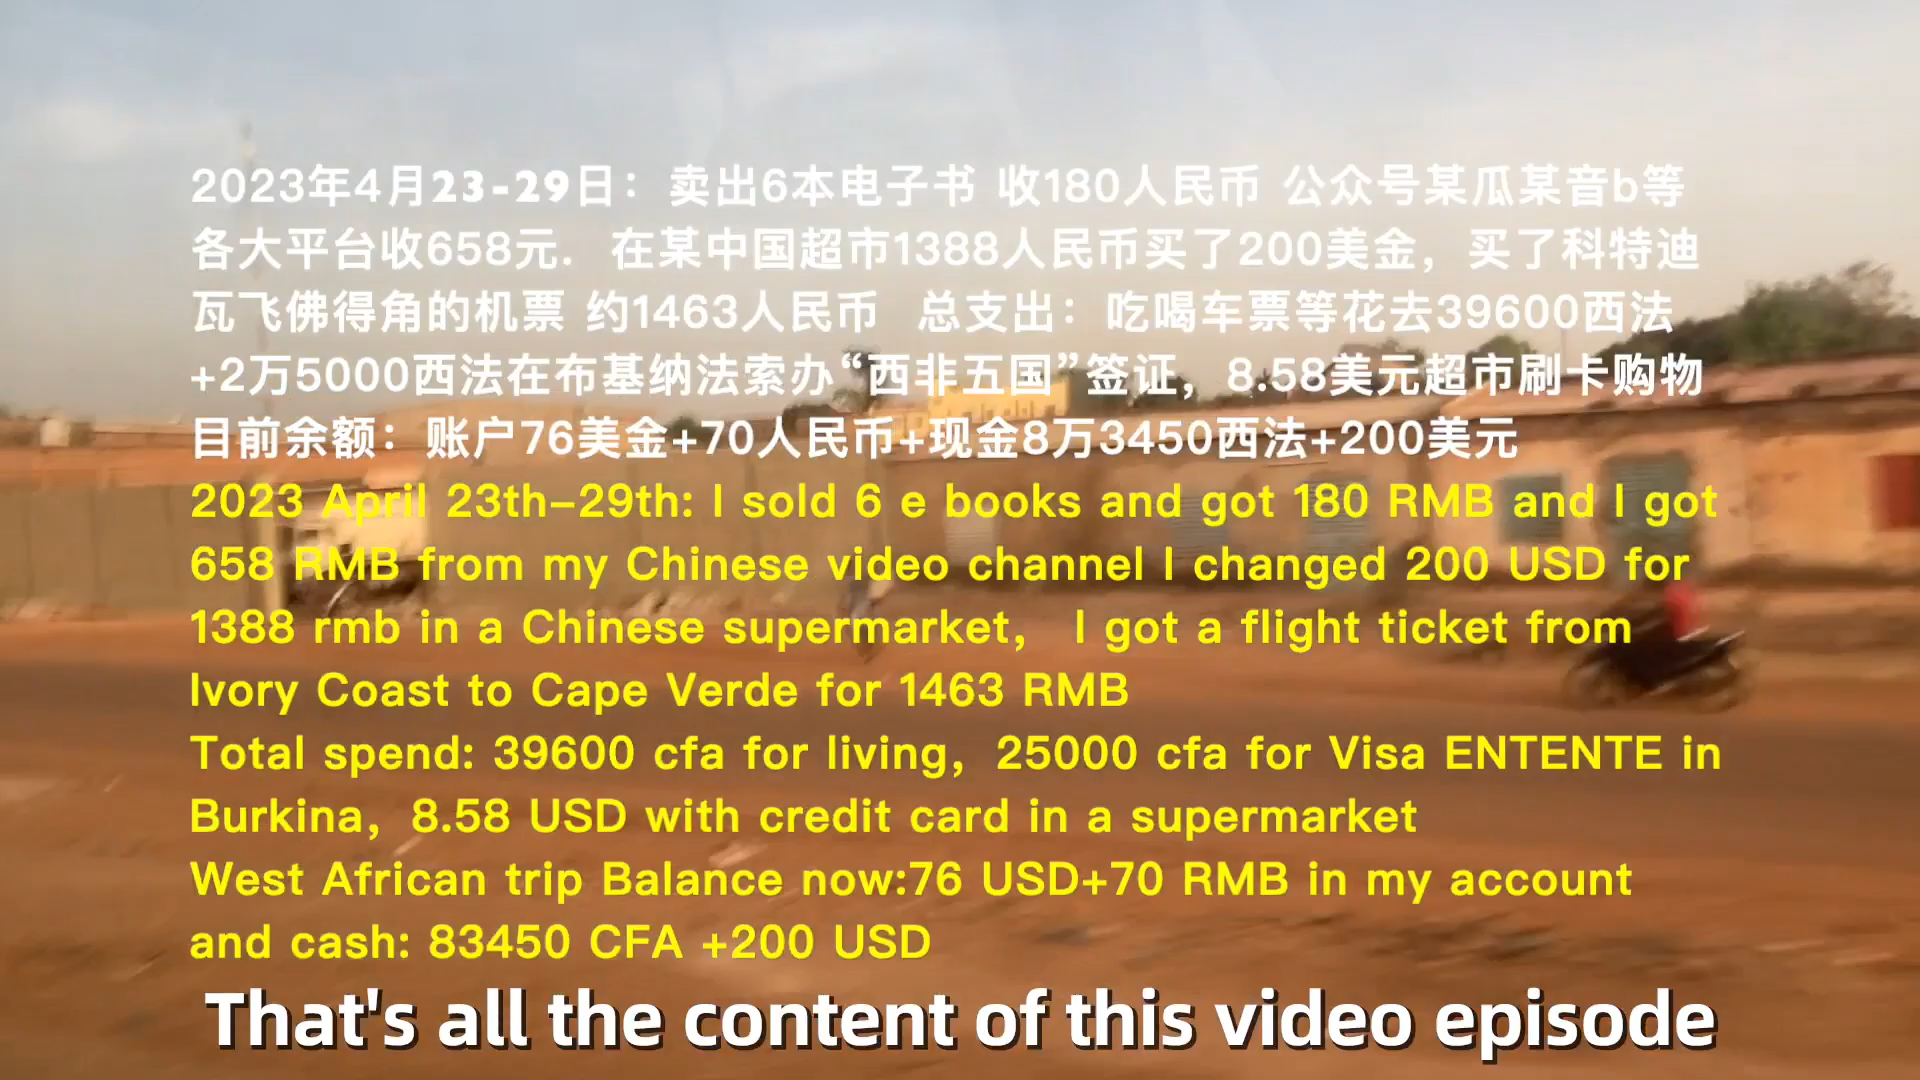 2023年4月23-29日：卖出6本电子书 收180人民币 公众号某瓜某音b等
各大平台收658元. 在某中国超市1388人民币买了200美金，买了科特迪
瓦飞佛得角的机票 约1463人民币 总支出：吃喝车票等花去39600西法
+2万5000西法在布基纳法索办“西非五国”签证，8.58美元超市刷卡购物
目前余额：账户76美金+70人民币+现金8万3450西法+200美元
2023 April 23th-29th: I sold 6 e books and got 180 RMB and I got
658 RMB from my Chinese video channel I changed 200 USD for
1388 rmb in a Chinese supermarket， I got a flight ticket from
Ivory Coast to Cape Verde for 1463 RMB
Total spend: 39600 cfa for living，25000 cfa for Visa ENTENTE in
Burkina，8.58 USD with credit card in a supermarket
West African trip Balance now:76 USD+70 RMB in my account
and cash: 83450 CFA +200 USD
That's all the content of this video episode